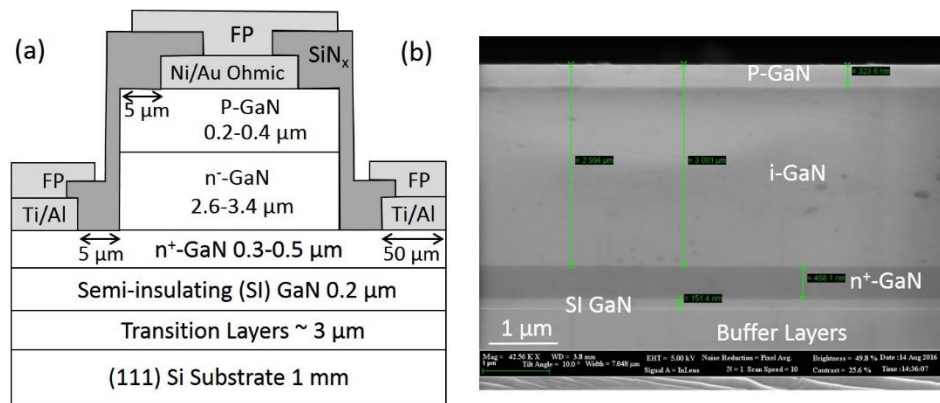 (a)
FP
SiNx
Ni/Au Ohmic
5 μm
P-GaN
0.2-0.4 μm
n⁻-GaN
2.6-3.4 μm
FP
Ti/Al
FP
Ti/Al
5 μm
50 μm
n⁺-GaN 0.3-0.5 μm
Semi-insulating (SI) GaN 0.2 μm
Transition Layers ~ 3 μm
(111) Si Substrate 1 mm
(b)
P-GaN
= 323.6 nm
= 2.994 μm
= 3.001 μm
i-GaN
n⁺-GaN
SI GaN
= 151.4 nm
1 μm
Buffer Layers
Mag = 42.56 K X WD = 3.8 mm EHT = 5.00 kV Noise Reduction = Pixel Avg. Brightness = 49.8 % Date :14 Aug 2016
1 μm Tilt Angle = 10.0 ° Width = 7.048 μm Signal A = InLens N = 1 Scan Speed = 10 Contrast = 25.6 % Time :14:36:07